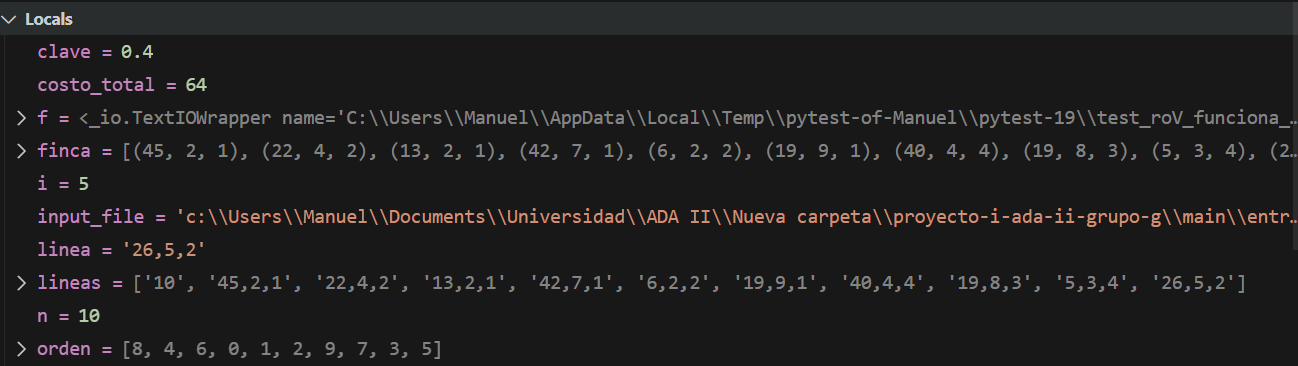 Locals
clave = 0.4
costo_total = 64
f = <_io.TextIOWrapper name='C:\\Users\\Manuel\\AppData\\Local\\Temp\\pytest-of-Manuel\\pytest-19\\test_roV_funciona_…
finca = [(45, 2, 1), (22, 4, 2), (13, 2, 1), (42, 7, 1), (6, 2, 2), (19, 9, 1), (40, 4, 4), (19, 8, 3), (5, 3, 4), (2…
i = 5
input_file = 'c:\\Users\\Manuel\\Documents\\Universidad\\ADA II\\Nueva carpeta\\proyecto-i-ada-ii-grupo-g\\main\\entr…
linea = '26,5,2'
lineas = ['10', '45,2,1', '22,4,2', '13,2,1', '42,7,1', '6,2,2', '19,9,1', '40,4,4', '19,8,3', '5,3,4', '26,5,2']
n = 10
orden = [8, 4, 6, 0, 1, 2, 9, 7, 3, 5]